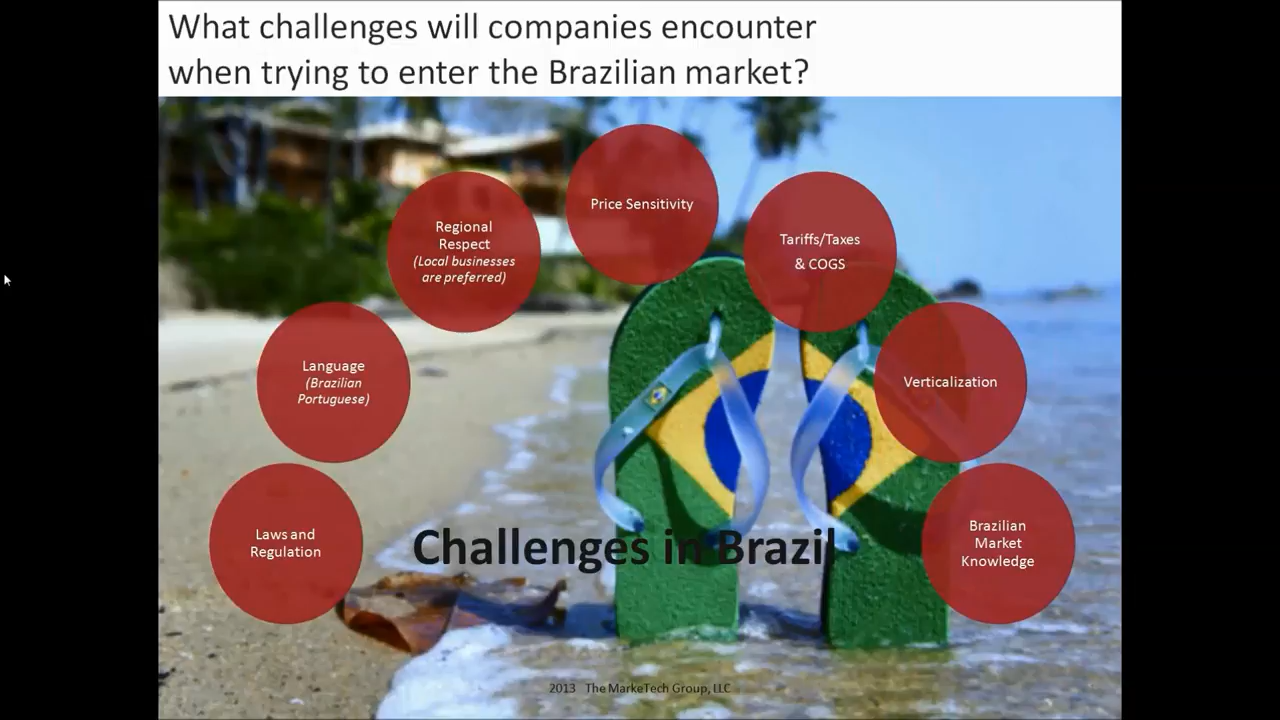 What challenges will companies encounter
when trying to enter the Brazilian market?
Price Sensitivity
Regional
Respect
(Local businesses
are preferred)
Tariffs/Taxes
& COGS
Language
(Brazilian
Portuguese)
Verticalization
Laws and
Regulation
Challenges in Brazil
Brazilian
Market
Knowledge
2013 The MarkeTech Group, LLC